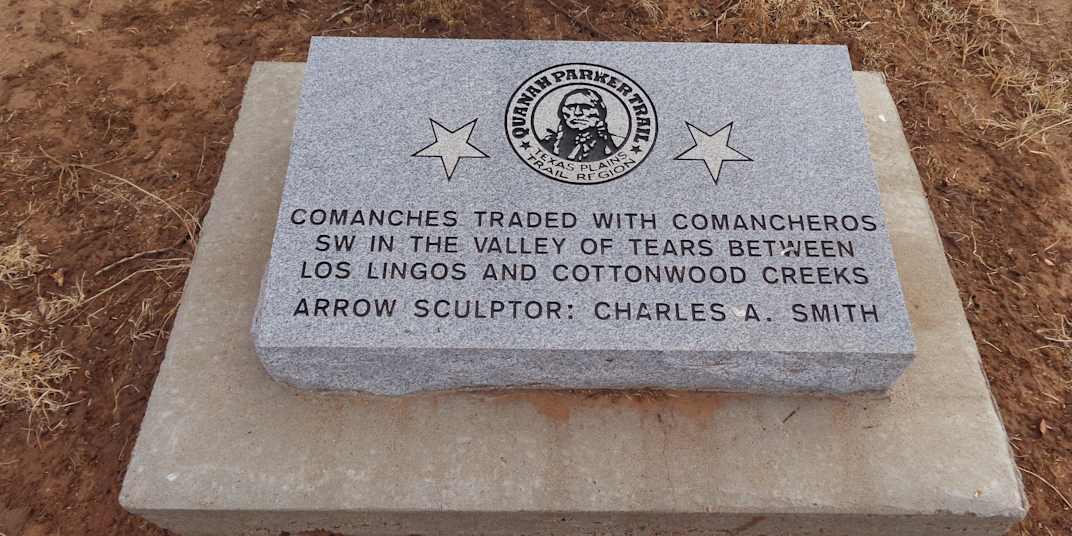 QUANAH PARKER TRAIL
TEXAS PLAINS
TRAIL REGION
COMANCHES TRADED WITH COMANCHEROS
SW IN THE VALLEY OF TEARS BETWEEN
LOS LINGOS AND COTTONWOOD CREEKS
ARROW SCULPTOR: CHARLES A. SMITH